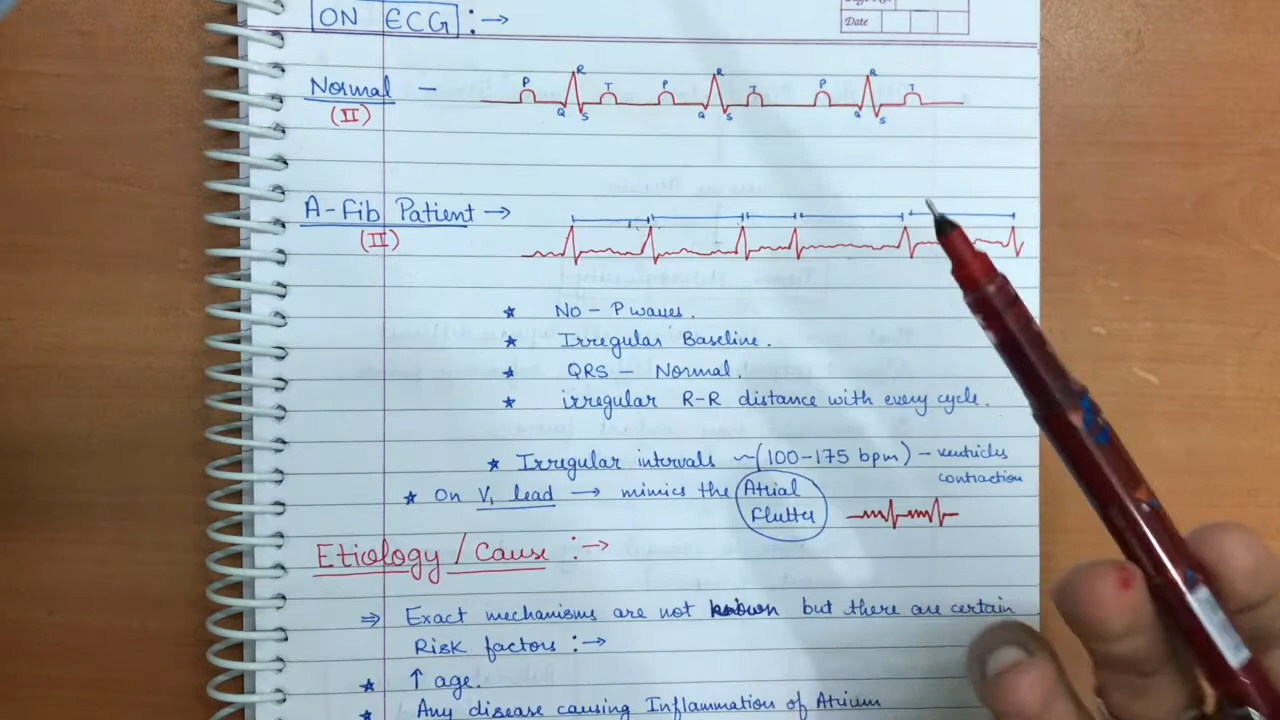 ON ECG :→
Date
Normal –
(II)
P Q R S T P Q R S T P Q R S T
A-Fib Patient →
(II)
★ No – P waves.
★ Irregular Baseline.
★ QRS – Normal.
★ irregular R-R distance with every cycle.
★ Irregular intervals ~(100-175 bpm) – ventricles contraction
★ On V₁ lead → mimics the Atrial Flutter
Etiology / Cause :→
⇒ Exact mechanisms are not known but there are certain
Risk factors :→
★ ↑ age.
★ Any disease causing Inflammation of Atrium